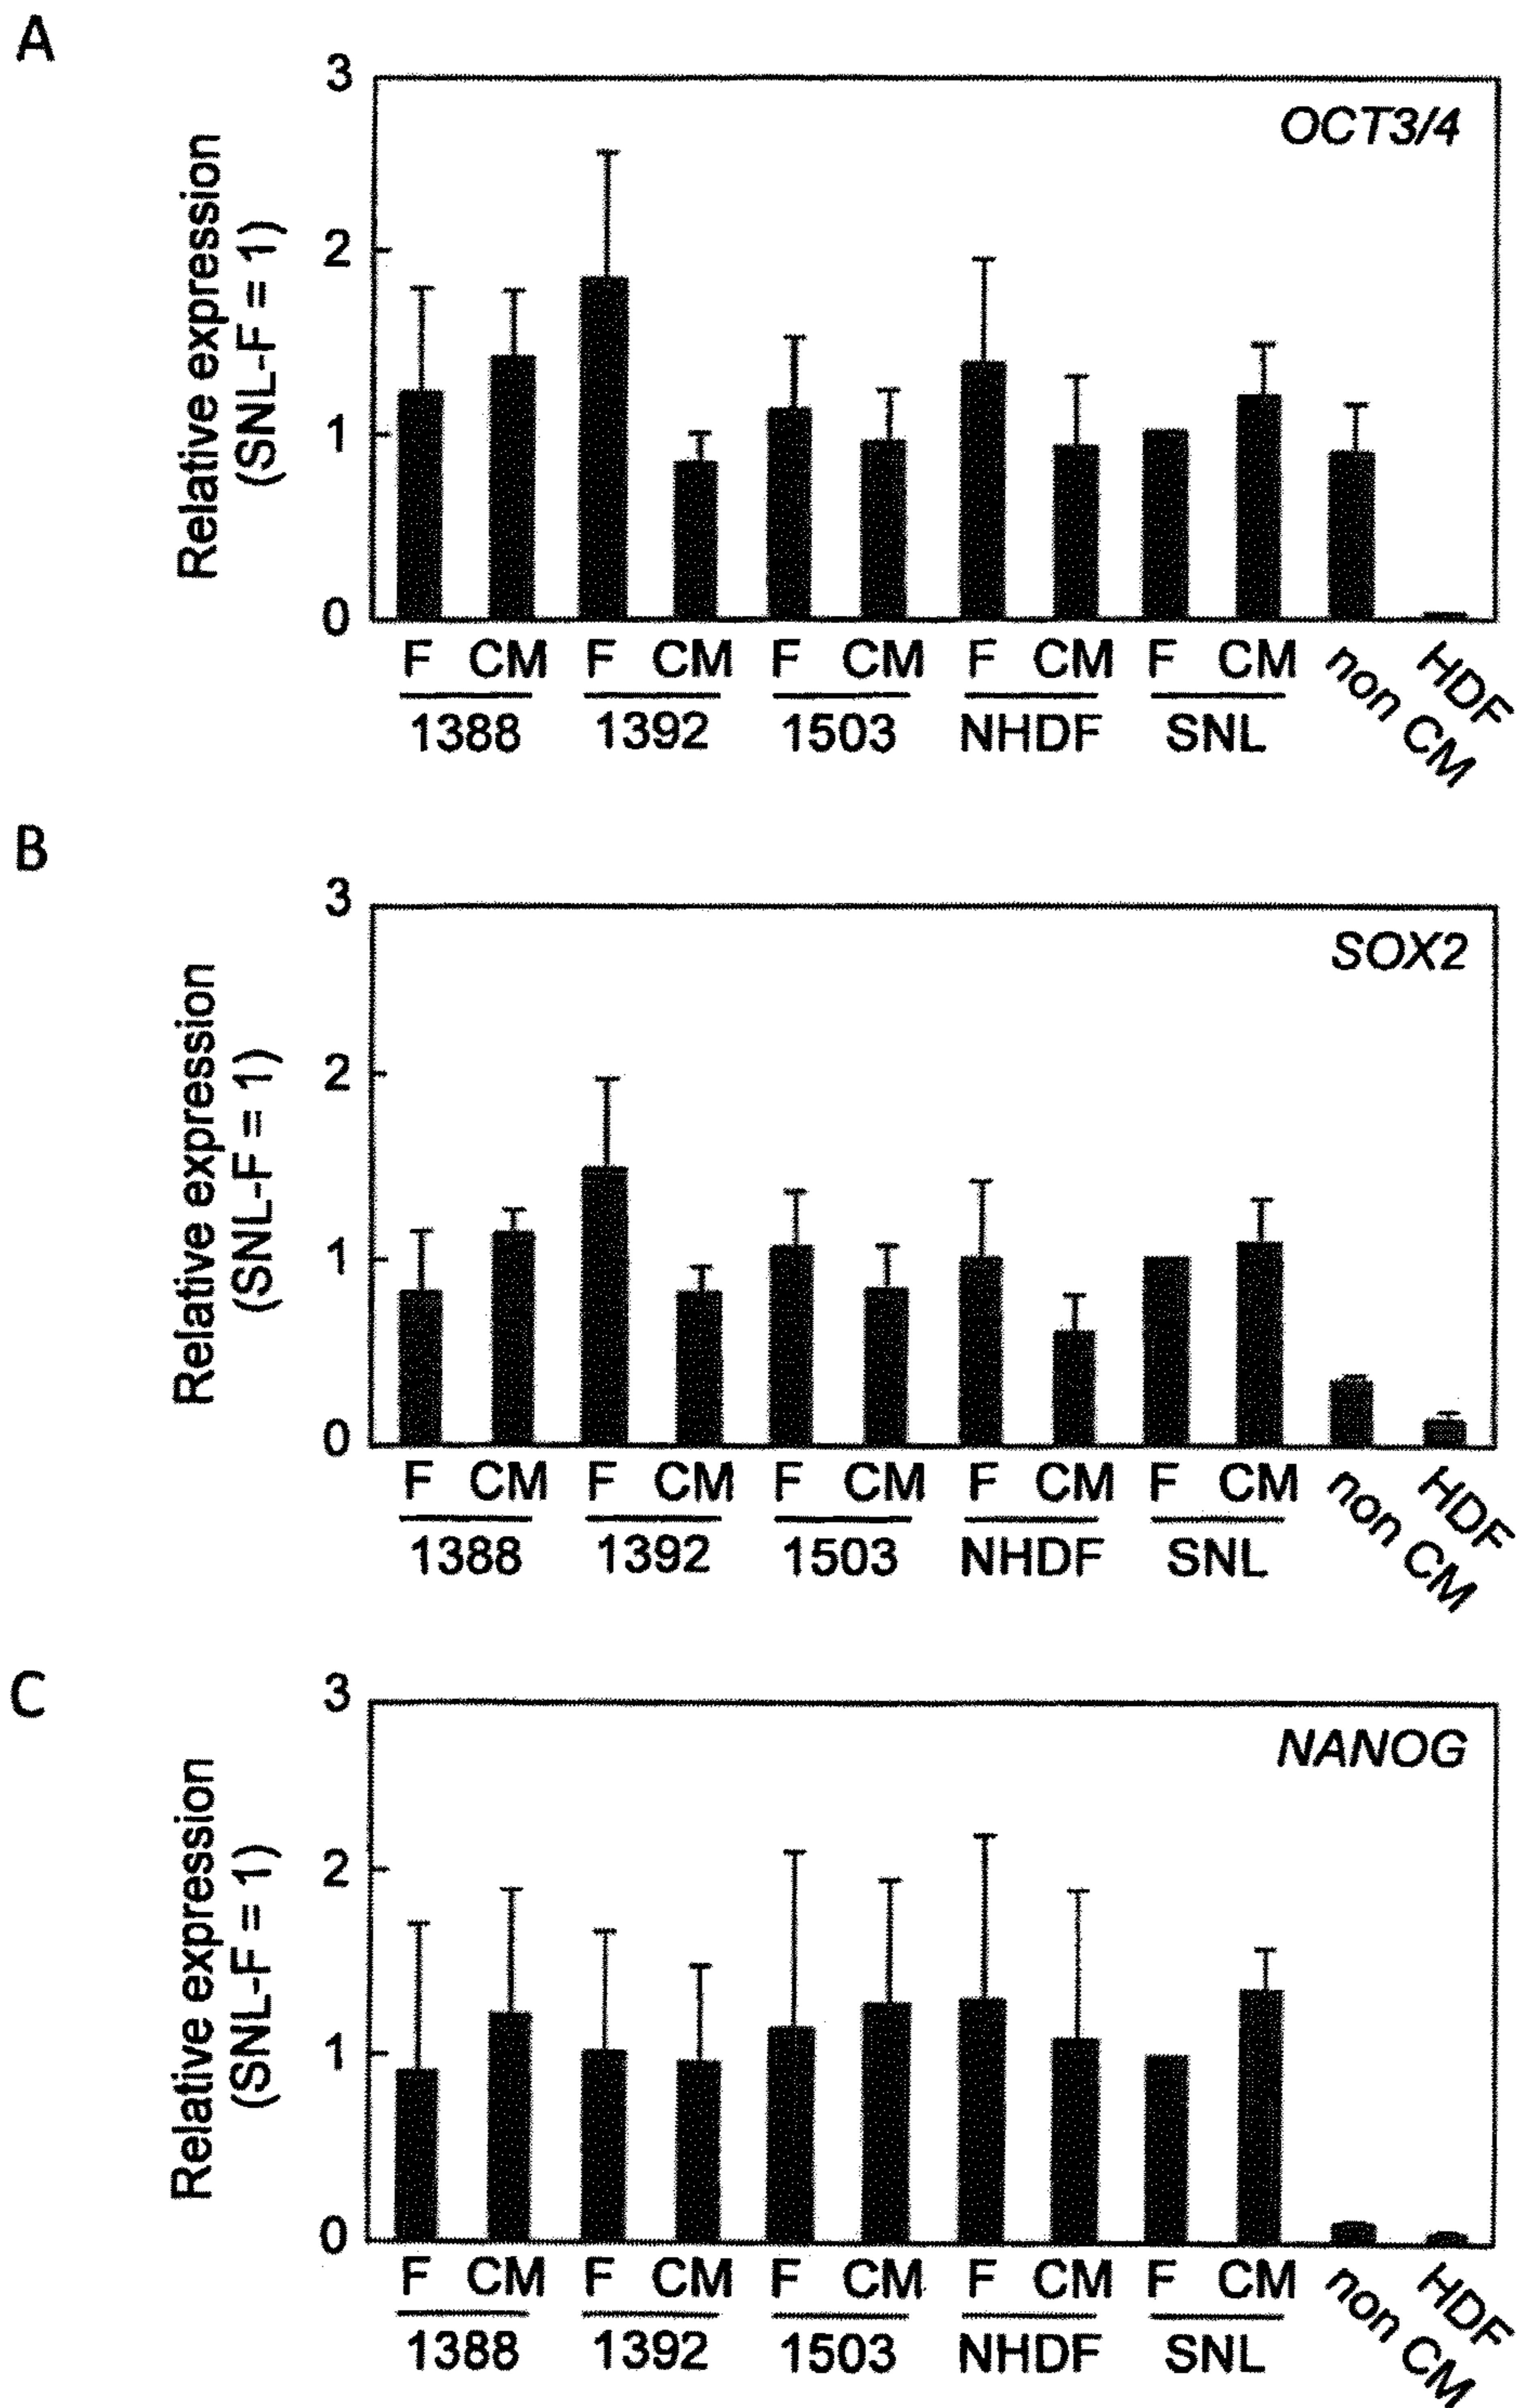 A
3
OCT3/4
Relative expression
(SNL-F = 1)
2
1
0
F CM F CM F CM F CM F CM non CM HDF
1388 1392 1503 NHDF SNL
B
3
SOX2
Relative expression
(SNL-F = 1)
2
1
0
F CM F CM F CM F CM F CM non CM HDF
1388 1392 1503 NHDF SNL
C
3
NANOG
Relative expression
(SNL-F = 1)
2
1
0
F CM F CM F CM F CM F CM non CM HDF
1388 1392 1503 NHDF SNL